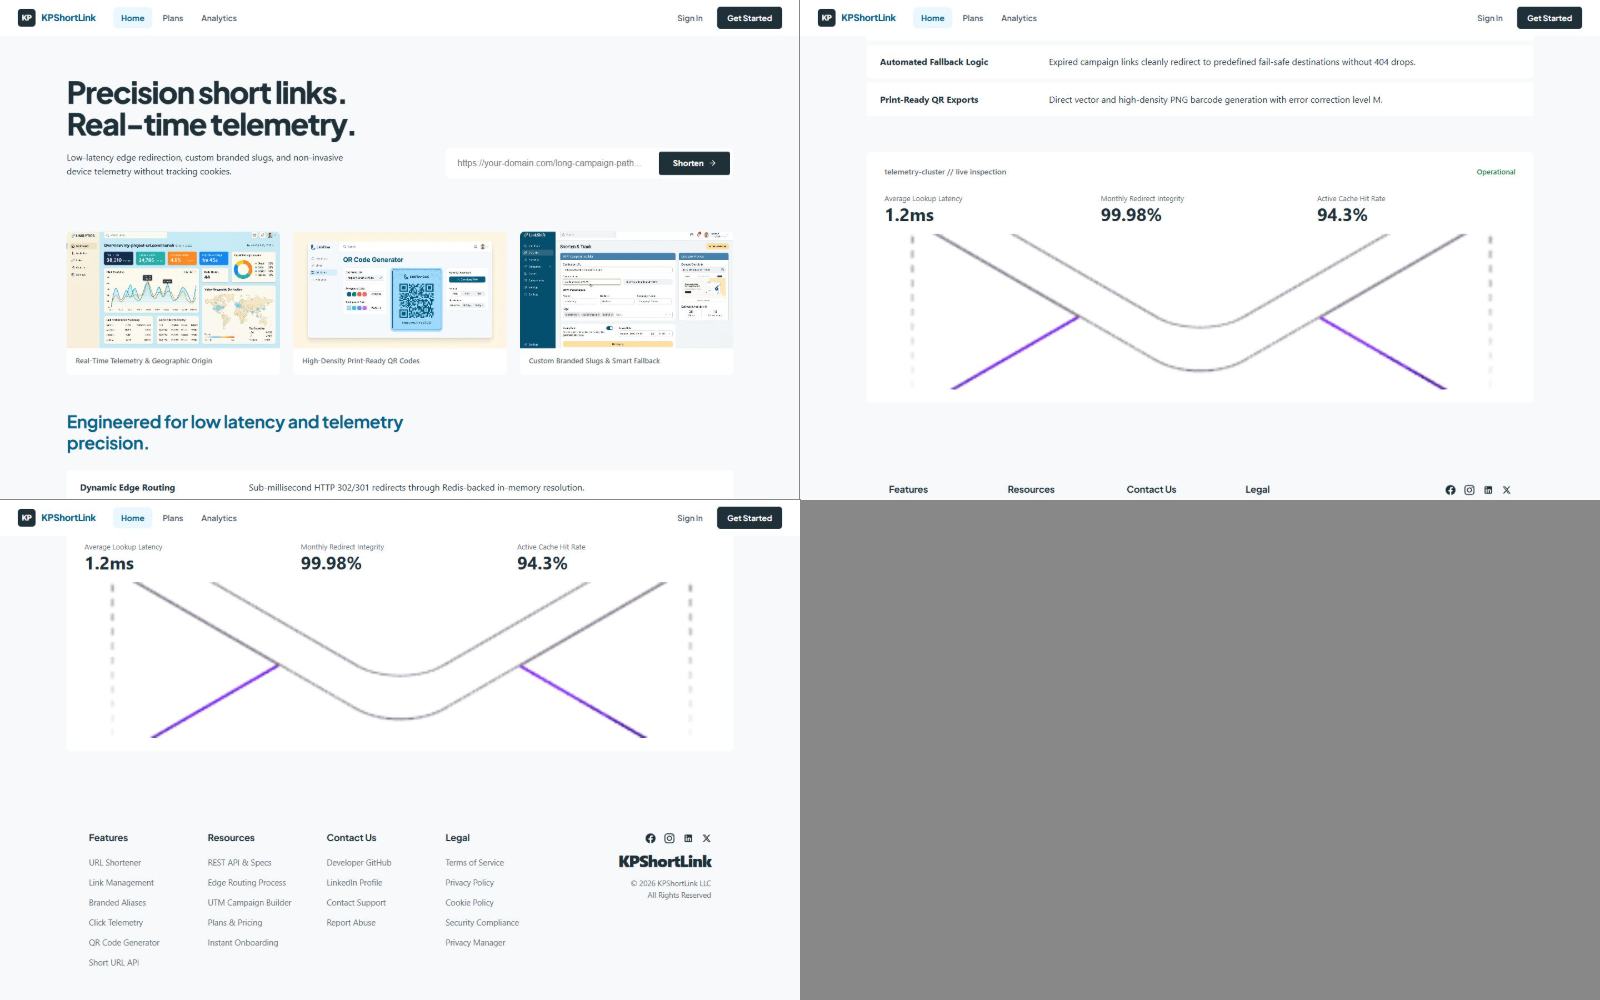 KP KPShortLink Home Plans Analytics Sign In Get Started
Precision short links.
Real-time telemetry.
Low-latency edge redirection, custom branded slugs, and non-invasive
device telemetry without tracking cookies.
https://your-domain.com/long-campaign-path...
Shorten
QR Code Generator
Shorten & Track
Real-Time Telemetry & Geographic Origin
High-Density Print-Ready QR Codes
Custom Branded Slugs & Smart Fallback
Engineered for low latency and telemetry
precision.
Dynamic Edge Routing
Sub-millisecond HTTP 302/301 redirects through Redis-backed in-memory resolution.
KP KPShortLink Home Plans Analytics Sign In Get Started
Automated Fallback Logic
Expired campaign links cleanly redirect to predefined fail-safe destinations without 404 drops.
Print-Ready QR Exports
Direct vector and high-density PNG barcode generation with error correction level M.
telemetry-cluster // live inspection
Operational
Average Lookup Latency
1.2ms
Monthly Redirect Integrity
99.98%
Active Cache Hit Rate
94.3%
Features Resources Contact Us Legal
KP KPShortLink Home Plans Analytics Sign In Get Started
Average Lookup Latency
1.2ms
Monthly Redirect Integrity
99.98%
Active Cache Hit Rate
94.3%
Features
URL Shortener
Link Management
Branded Aliases
Click Telemetry
QR Code Generator
Short URL API
Resources
REST API & Specs
Edge Routing Process
UTM Campaign Builder
Plans & Pricing
Instant Onboarding
Contact Us
Developer GitHub
LinkedIn Profile
Contact Support
Report Abuse
Legal
Terms of Service
Privacy Policy
Cookie Policy
Security Compliance
Privacy Manager
KPShortLink
© 2026 KPShortLink LLC
All Rights Reserved